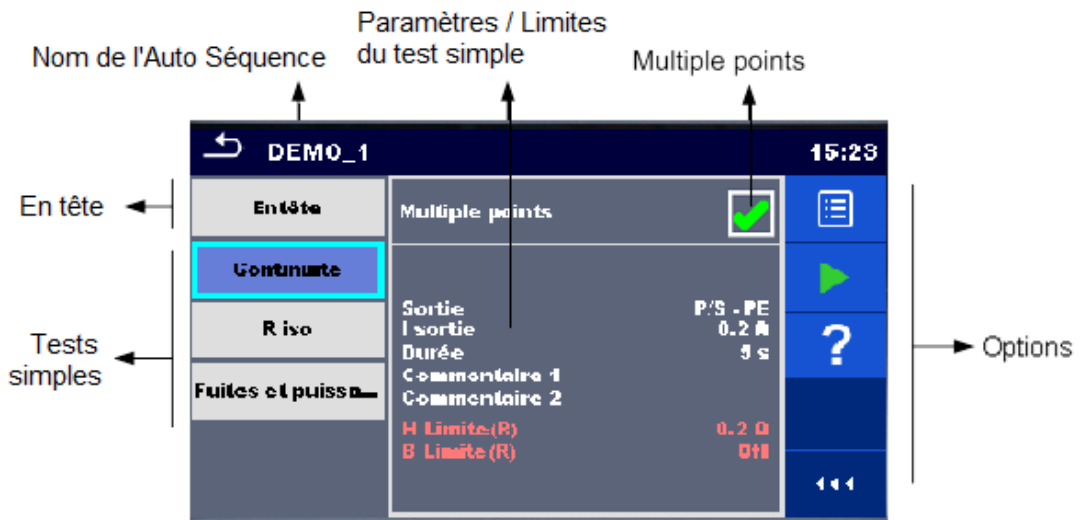 Paramètres / Limites
du test simple
Nom de l'Auto Séquence
Multiple points
DEMO_1
15:23
En tête
Entête
Multiple points
Continuite
Sortie P/S - PE
R iso
I sortie 0.2 A
Tests
simples
Durée 5 s
Options
Commentaire 1
Fuites et puissa...
Commentaire 2
H Limite(R) 0.2 Ω
B Limite(R) Off
?